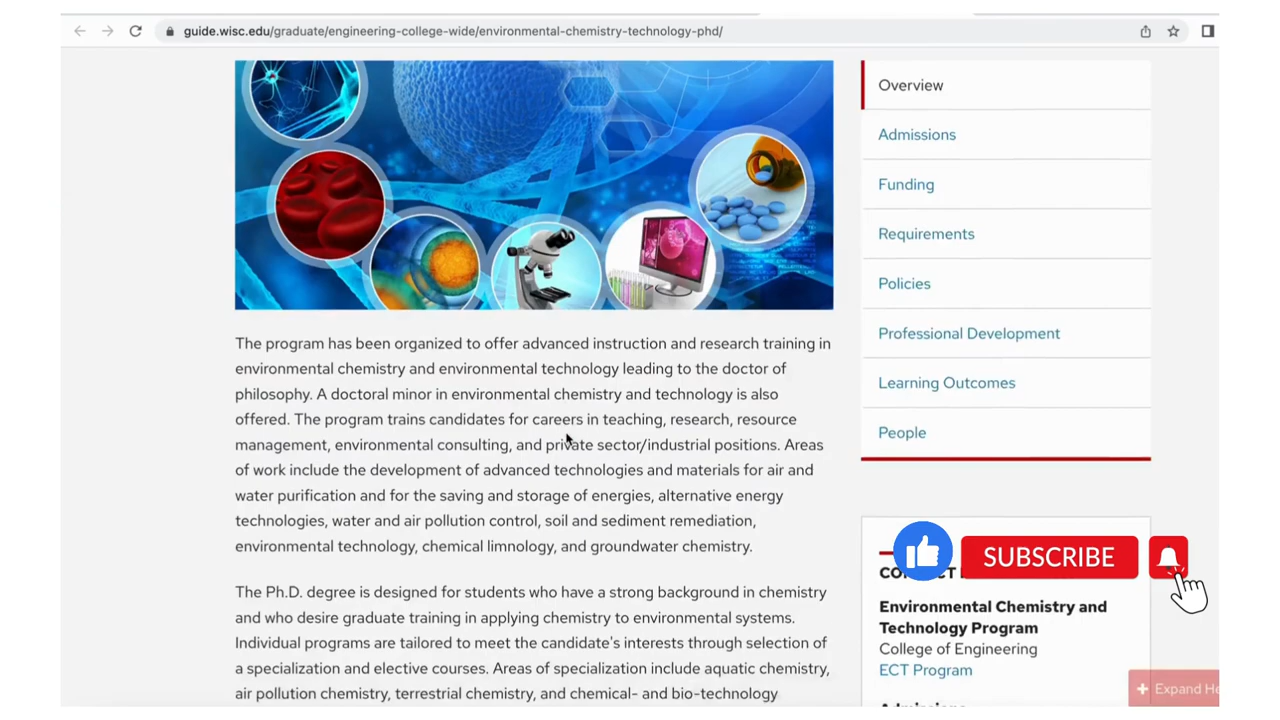 guide.wisc.edu/graduate/engineering-college-wide/environmental-chemistry-technology-phd/
The program has been organized to offer advanced instruction and research training in
environmental chemistry and environmental technology leading to the doctor of
philosophy. A doctoral minor in environmental chemistry and technology is also
offered. The program trains candidates for careers in teaching, research, resource
management, environmental consulting, and private sector/industrial positions. Areas
of work include the development of advanced technologies and materials for air and
water purification and for the saving and storage of energies, alternative energy
technologies, water and air pollution control, soil and sediment remediation,
environmental technology, chemical limnology, and groundwater chemistry.
The Ph.D. degree is designed for students who have a strong background in chemistry
and who desire graduate training in applying chemistry to environmental systems.
Individual programs are tailored to meet the candidate's interests through selection of
a specialization and elective courses. Areas of specialization include aquatic chemistry,
air pollution chemistry, terrestrial chemistry, and chemical- and bio-technology
Overview
Admissions
Funding
Requirements
Policies
Professional Development
Learning Outcomes
People
SUBSCRIBE
Environmental Chemistry and
Technology Program
College of Engineering
ECT Program
Expand